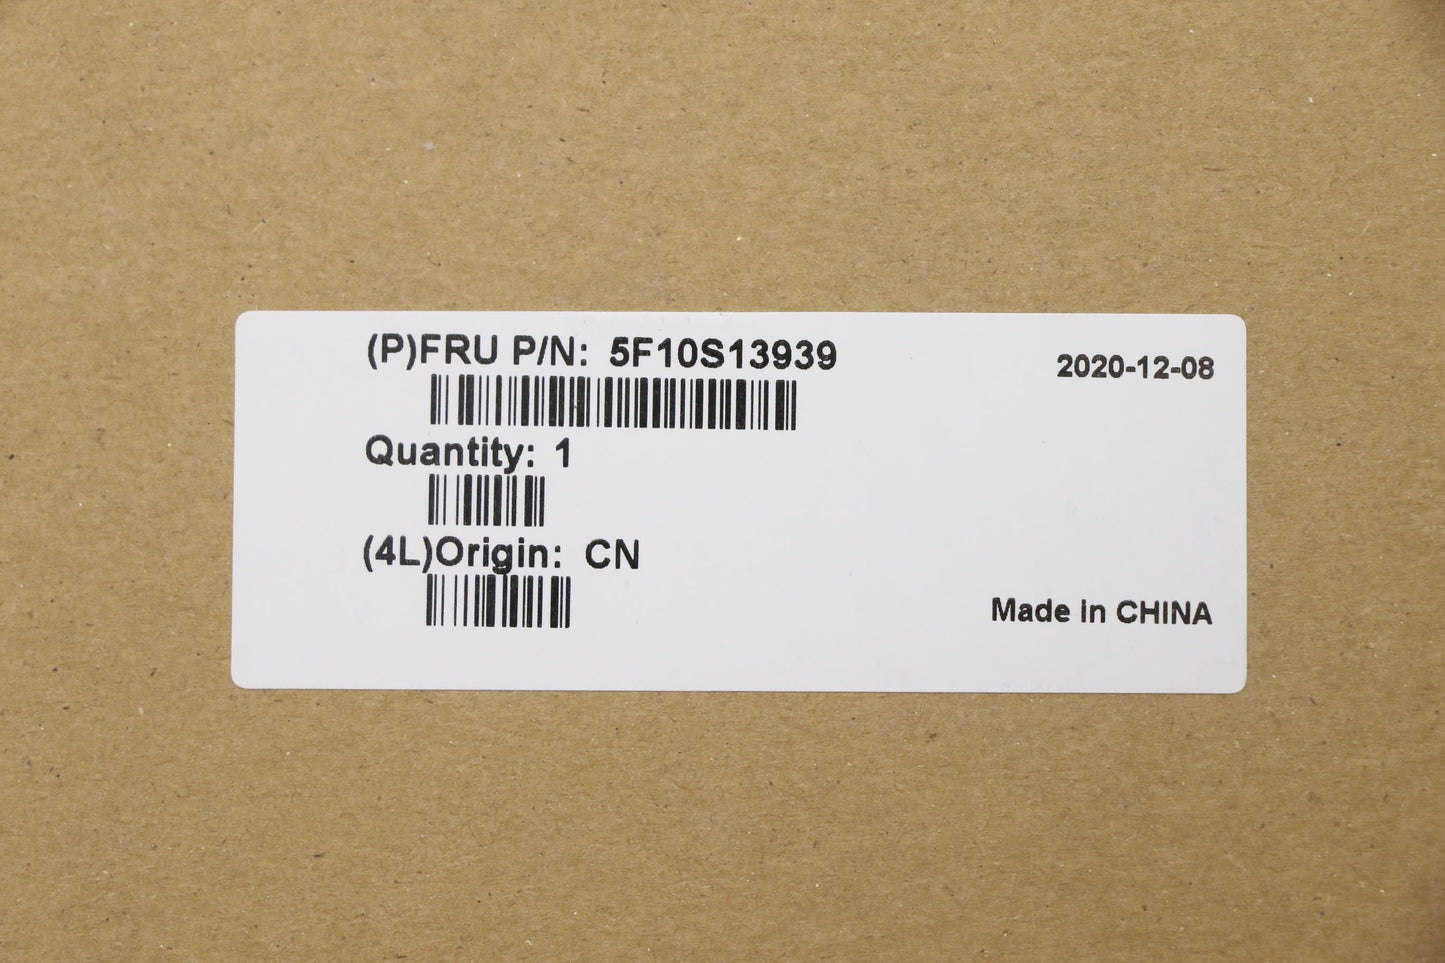 (P)FRU P/N: 5F10S13939
2020-12-08
Quantity: 1
(4L)Origin: CN
Made in CHINA